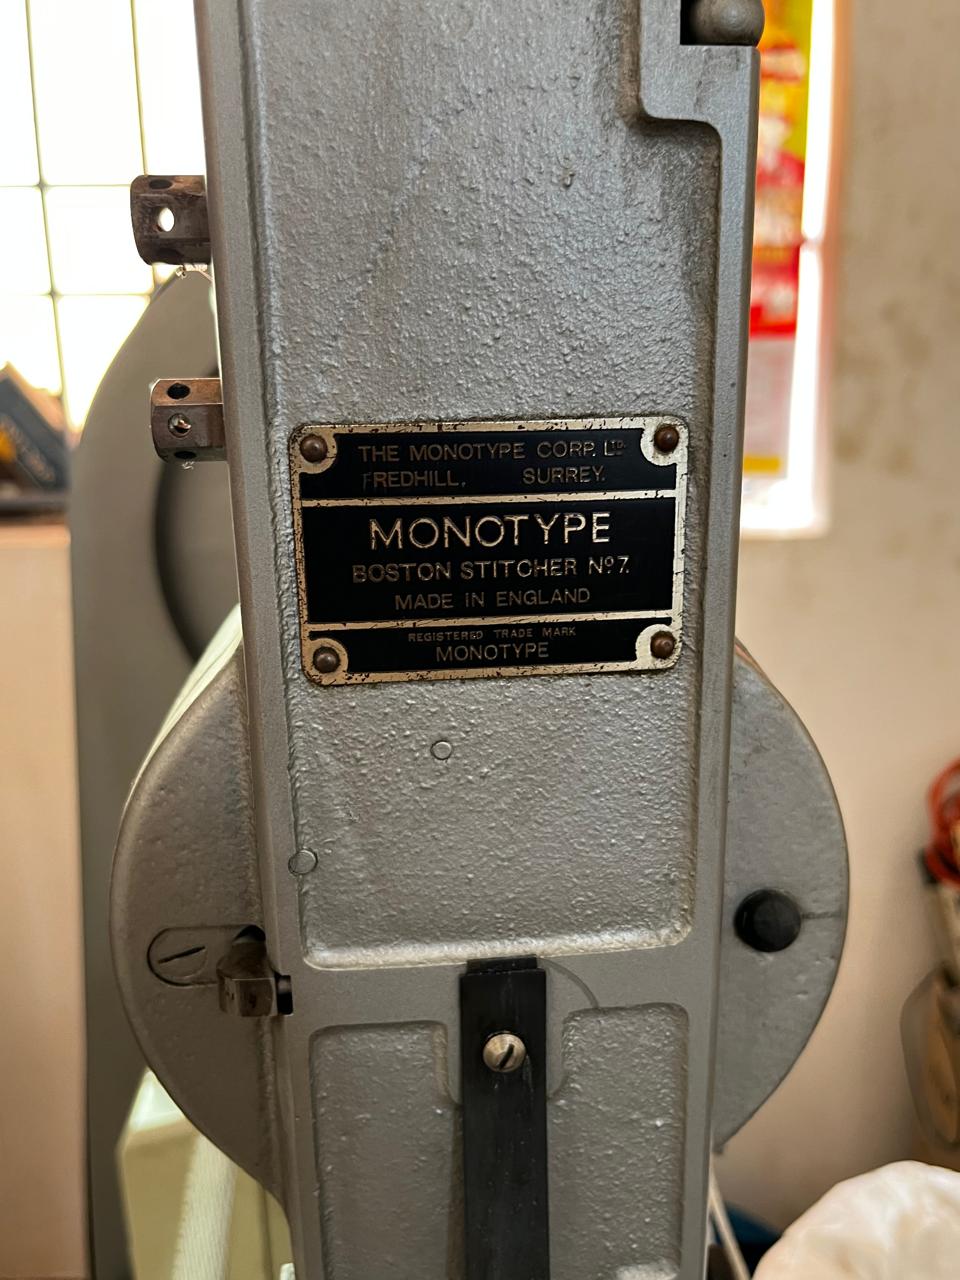 THE MONOTYPE CORP. LTD.
REDHILL, SURREY.
MONOTYPE
BOSTON STITCHER No 7.
MADE IN ENGLAND
REGISTERED TRADE MARK
MONOTYPE